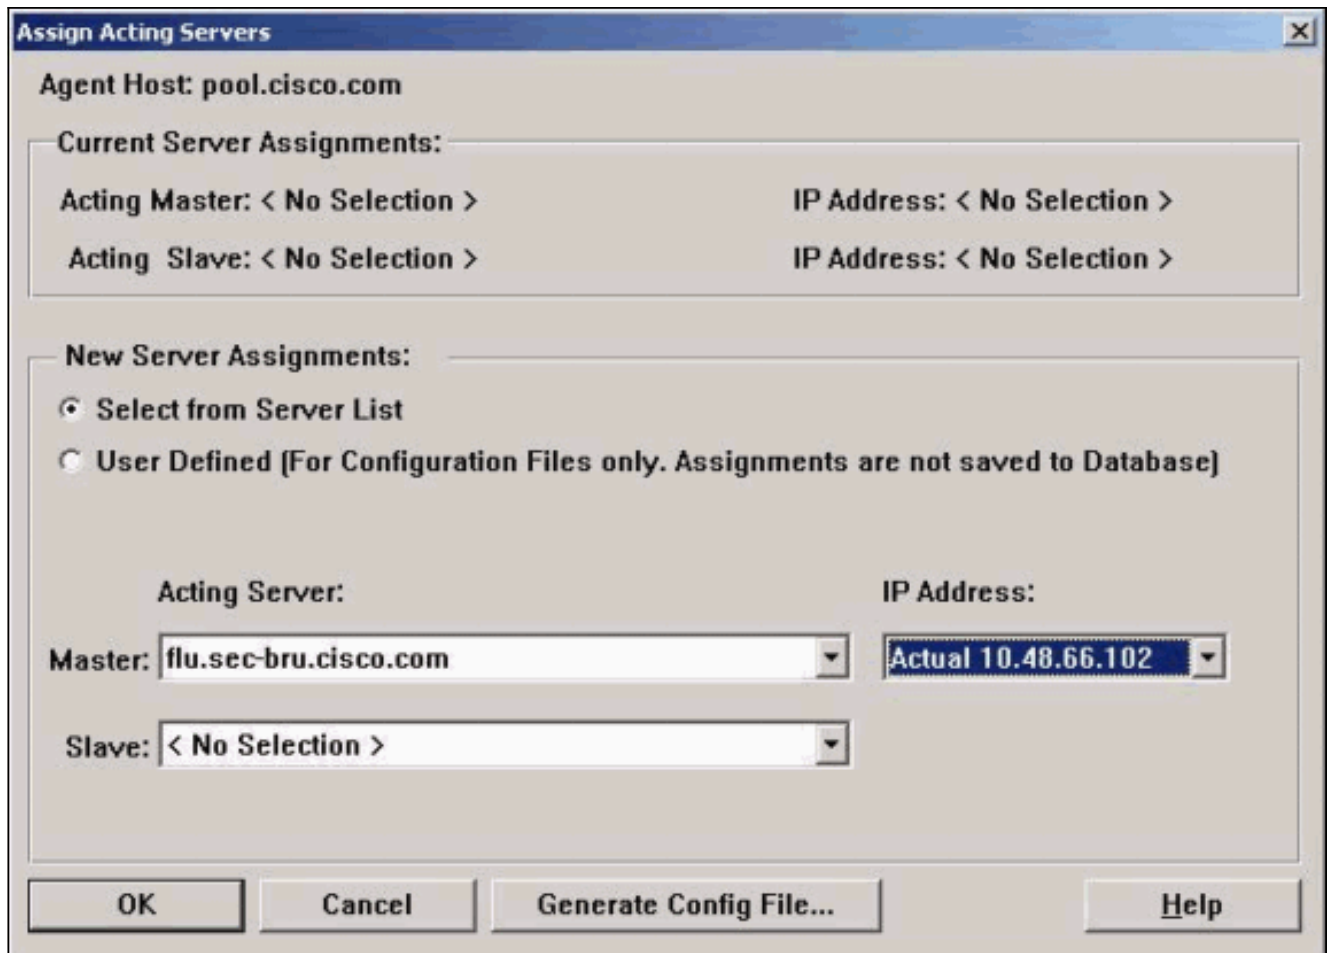 Assign Acting Servers
Agent Host: pool.cisco.com
Current Server Assignments:
Acting Master: < No Selection > IP Address: < No Selection >
Acting Slave: < No Selection > IP Address: < No Selection >
New Server Assignments:
Select from Server List
User Defined (For Configuration Files only. Assignments are not saved to Database)
Acting Server: IP Address:
Master: flu.sec-bru.cisco.com Actual 10.48.66.102
Slave: < No Selection >
OK Cancel Generate Config File... Help